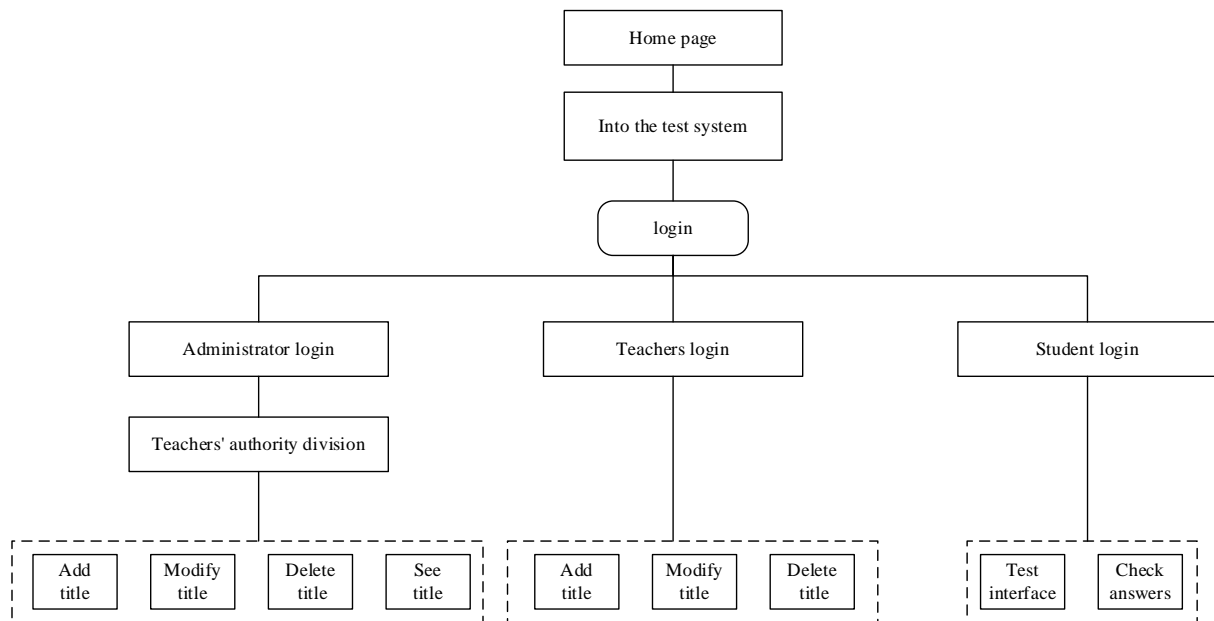 Home page
Into the test system
login
Administrator login
Teachers login
Student login
Teachers' authority division
Add
title
Modify
title
Delete
title
See
title
Add
title
Modify
title
Delete
title
Test
interface
Check
answers